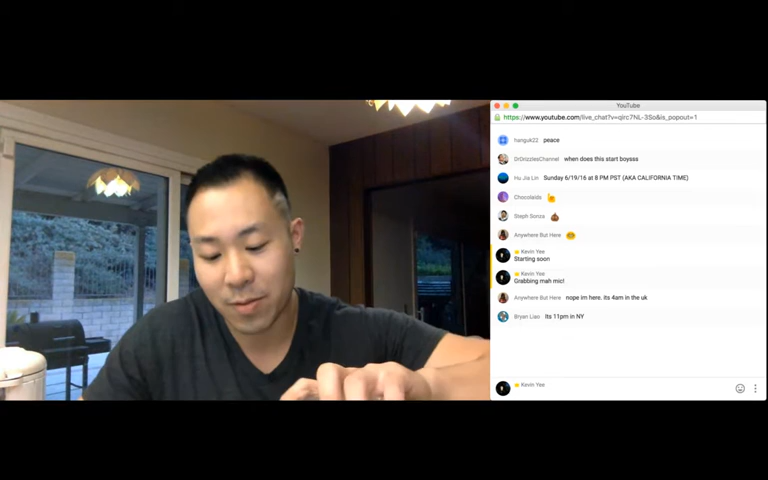 YouTube
https://www.youtube.com/live_chat?v=qirc7NL-3So&is_popout=1
hanguk22 peace
DrDrizzlesChannel when does this start boysss
Hu Jia Lin Sunday 6/19/16 at 8 PM PST (AKA CALIFORNIA TIME)
Chocolaids
Steph Sonza
Anywhere But Here
Kevin Yee
Starting soon
Kevin Yee
Grabbing mah mic!
Anywhere But Here nope im here. its 4am in the uk
Bryan Liao Its 11pm in NY
Kevin Yee